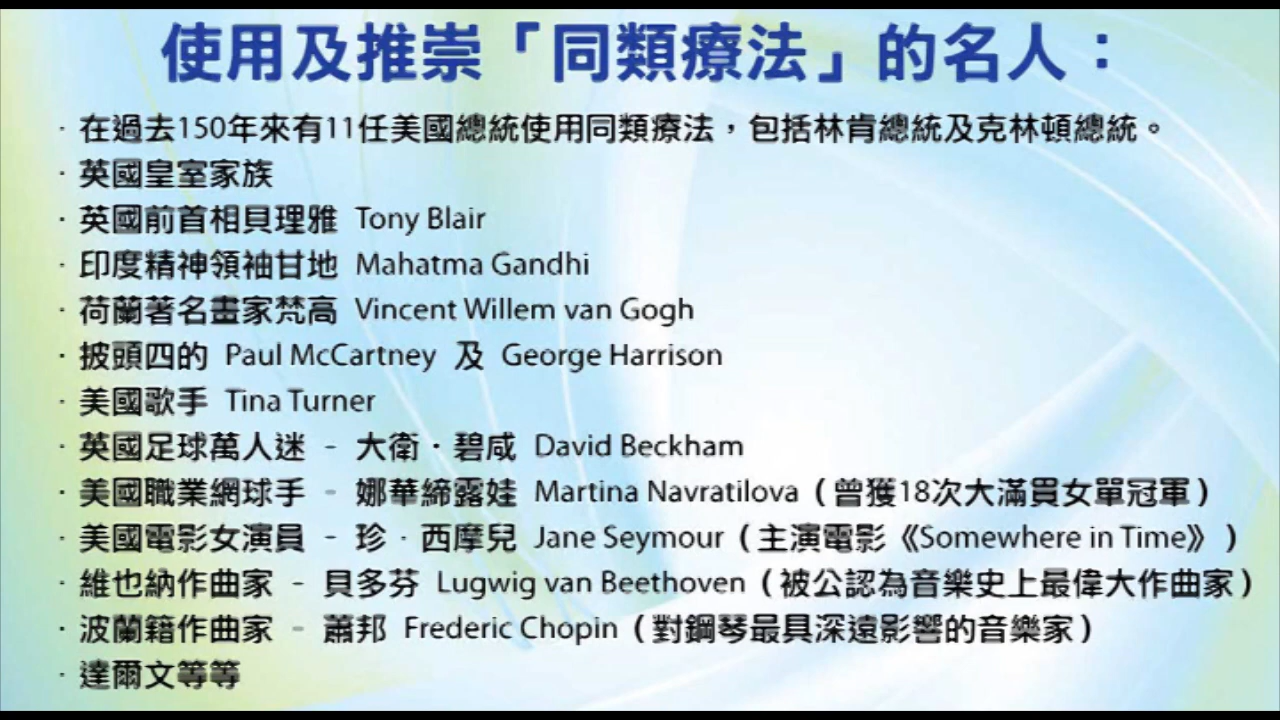 使用及推崇「同類療法」的名人：
· 在過去150年來有11任美國總統使用同類療法，包括林肯總統及克林頓總統。
· 英國皇室家族
· 英國前首相貝理雅 Tony Blair
· 印度精神領袖甘地 Mahatma Gandhi
· 荷蘭著名畫家梵高 Vincent Willem van Gogh
· 披頭四的 Paul McCartney 及 George Harrison
· 美國歌手 Tina Turner
· 英國足球萬人迷 - 大衛·碧咸 David Beckham
· 美國職業網球手 - 娜華締露娃 Martina Navratilova（曾獲18次大滿貫女單冠軍）
· 美國電影女演員 - 珍·西摩兒 Jane Seymour（主演電影《Somewhere in Time》）
· 維也納作曲家 - 貝多芬 Lugwig van Beethoven（被公認為音樂史上最偉大作曲家）
· 波蘭籍作曲家 - 蕭邦 Frederic Chopin（對鋼琴最具深遠影響的音樂家）
· 達爾文等等